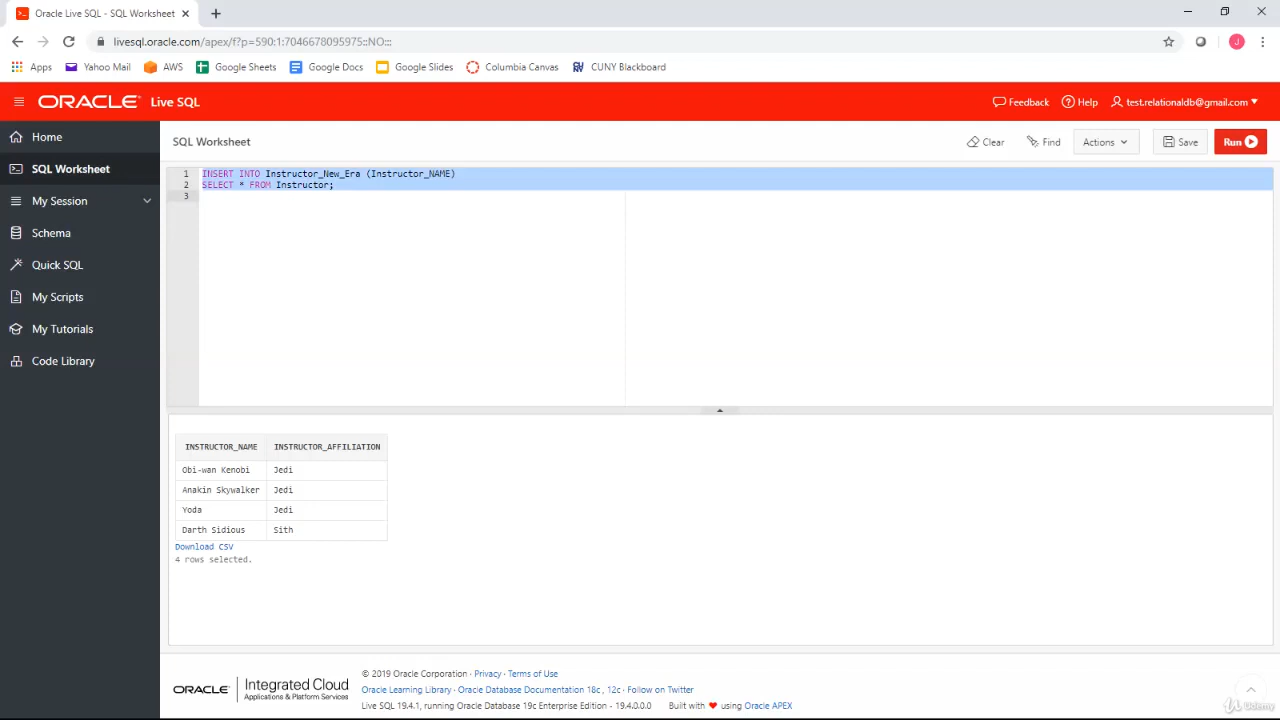 Oracle Live SQL - SQL Worksheet
livesql.oracle.com/apex/f?p=590:1:7046678095975::NO:::
J
Apps Yahoo Mail AWS Google Sheets Google Docs Google Slides Columbia Canvas CUNY Blackboard
ORACLE Live SQL Feedback Help test.relationaldb@gmail.com
Home
SQL Worksheet
My Session
Schema
Quick SQL
My Scripts
My Tutorials
Code Library
SQL Worksheet Clear Find Actions Save Run
1 INSERT INTO Instructor_New_Era (Instructor_NAME)
2 SELECT * FROM Instructor;
3
INSTRUCTOR_NAME INSTRUCTOR_AFFILIATION
Obi-wan Kenobi Jedi
Anakin Skywalker Jedi
Yoda Jedi
Darth Sidious Sith
Download CSV
4 rows selected.
ORACLE Integrated Cloud
Applications & Platform Services
© 2019 Oracle Corporation · Privacy · Terms of Use
Oracle Learning Library · Oracle Database Documentation 18c , 12c · Follow on Twitter
Live SQL 19.4.1, running Oracle Database 19c Enterprise Edition - 19.4.0.0.0 Built with ❤ using Oracle APEX
Udemy